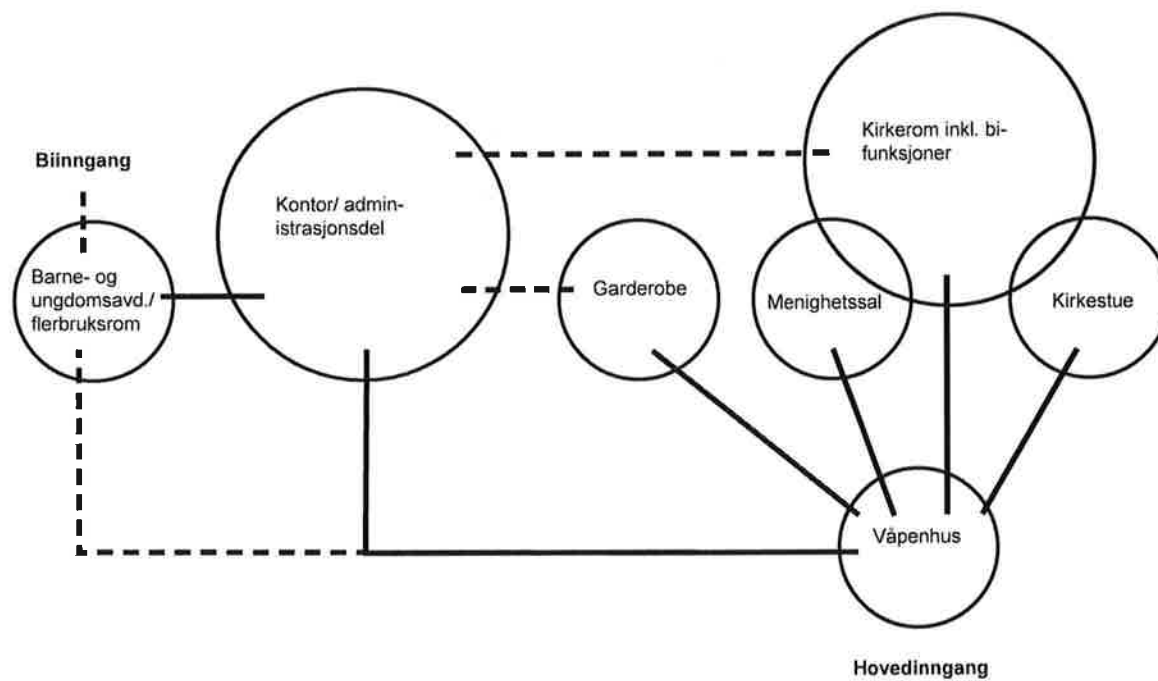 Kirkerom inkl. bi-
funksjoner
Biinngang
Kontor/ admin-
istrasjonsdel
Barne- og
ungdomsavd./
flerbruksrom
Garderobe
Menighetssal
Kirkestue
Våpenhus
Hovedinngang